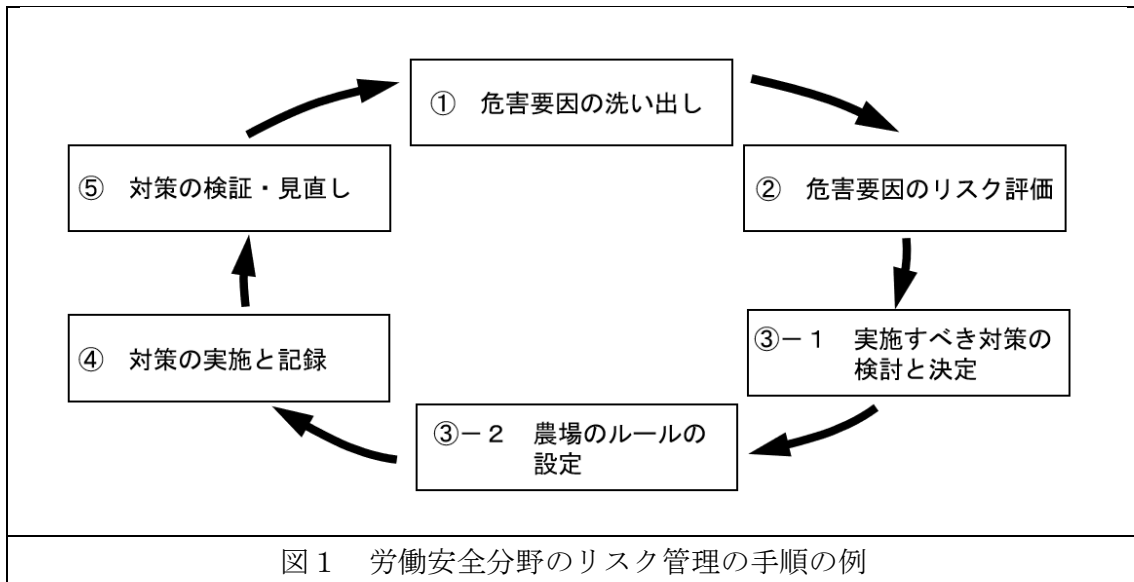 ① 危害要因の洗い出し
② 危害要因のリスク評価
③－１ 実施すべき対策の
検討と決定
③－２ 農場のルールの
設定
④ 対策の実施と記録
⑤ 対策の検証・見直し
図１ 労働安全分野のリスク管理の手順の例